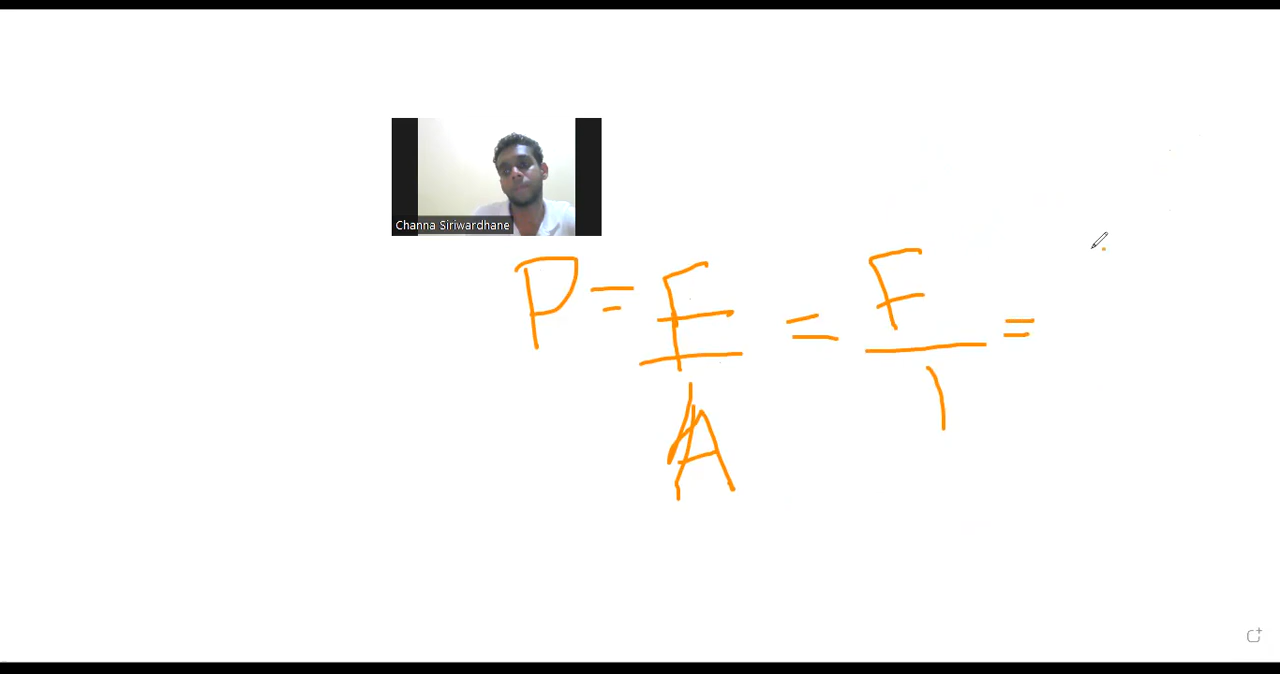 Channa Siriwardhane
P = F/A = F/1 =